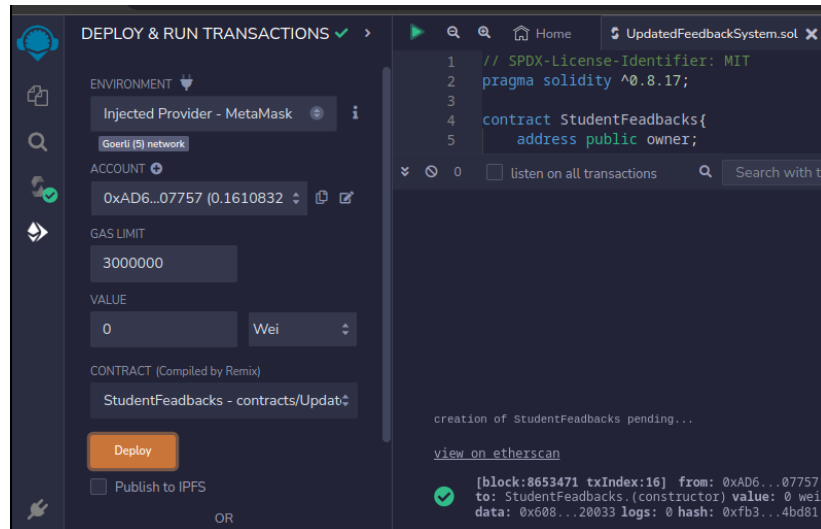 DEPLOY & RUN TRANSACTIONS
ENVIRONMENT
Injected Provider - MetaMask
Goerli (5) network
ACCOUNT
0xAD6...07757 (0.1610832
GAS LIMIT
3000000
VALUE
0 Wei
CONTRACT (Compiled by Remix)
StudentFeadbacks - contracts/Updat
Deploy
Publish to IPFS
OR
Home UpdatedFeedbackSystem.sol
1 // SPDX-License-Identifier: MIT
2 pragma solidity ^0.8.17;
3
4 contract StudentFeadbacks{
5 address public owner;
0 listen on all transactions Search with t
creation of StudentFeadbacks pending...
view on etherscan
[block:8653471 txIndex:16] from: 0xAD6...07757
to: StudentFeadbacks.(constructor) value: 0 wei
data: 0x608...20033 logs: 0 hash: 0xfb3...4bd81